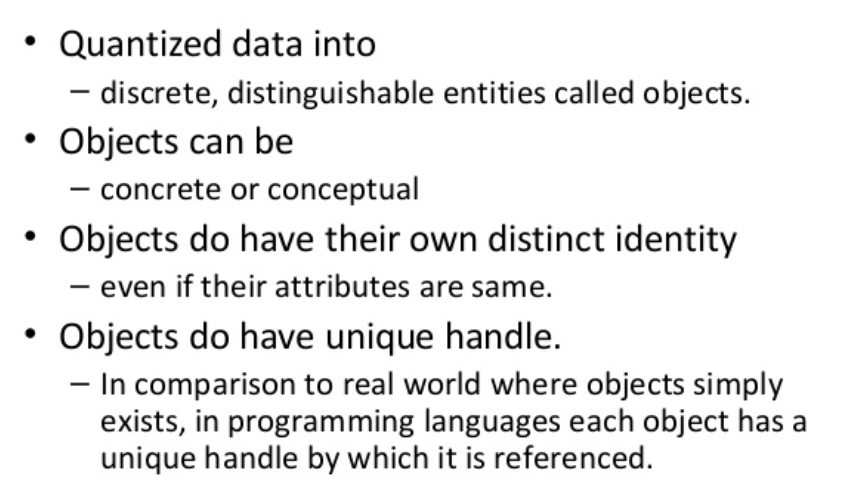 • Quantized data into
– discrete, distinguishable entities called objects.
• Objects can be
– concrete or conceptual
• Objects do have their own distinct identity
– even if their attributes are same.
• Objects do have unique handle.
– In comparison to real world where objects simply
exists, in programming languages each object has a
unique handle by which it is referenced.